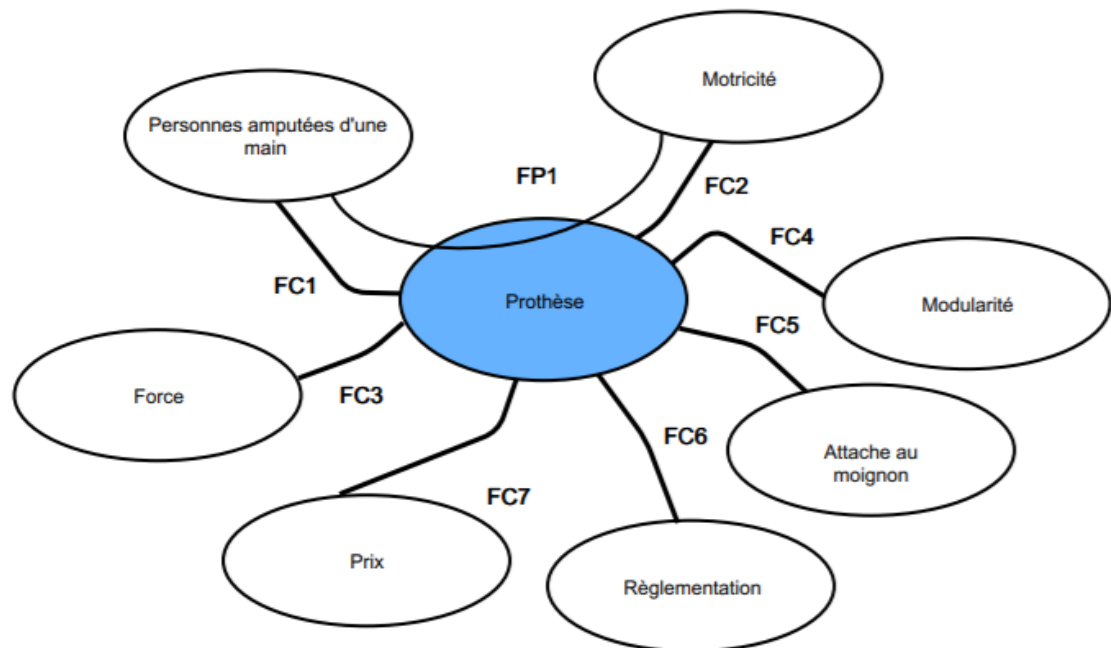 Motricité
Personnes amputées d'une
main
FP1
FC2
FC4
FC1
Prothèse
Modularité
FC5
Force
FC3
FC6
Attache au
moignon
FC7
Prix
Règlementation